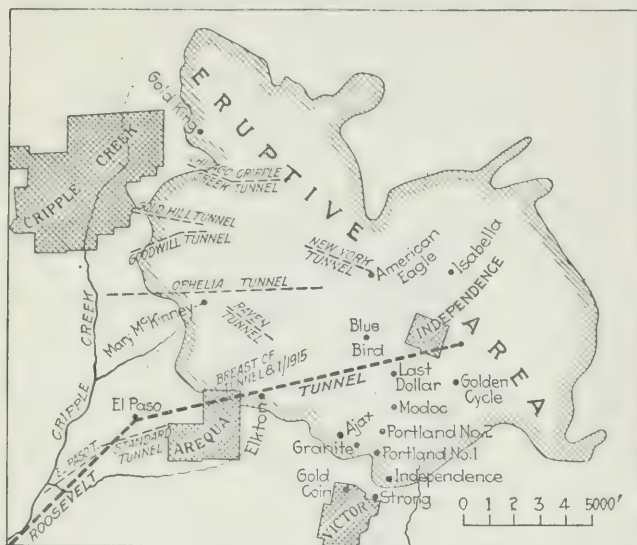 ERUPTIVE
AREA
Gold King
CRIPPLE CREEK
CHICAGO CRIPPLE
CREEK TUNNEL
GOLD HILL TUNNEL
GOODWILL TUNNEL
NEW YORK
TUNNEL
American
Eagle
Isabella
INDEPENDENCE
OPHELIA TUNNEL
Mary McKinney
RAVEN
TUNNEL
Blue
Bird
BREAST OF
TUNNEL 8/1/1915
TUNNEL
Last
Dollar
Golden
Cycle
CRIPPLE CREEK
El Paso
Modoc
EL PASO T.
STANDARD
TUNNEL
AREQUA
Elkton
Ajax
Portland No.2
Granite
Portland No.1
Independence
Gold
Coin
Strong
VICTOR
ROOSEVELT
0 1 2 3 4 5000'